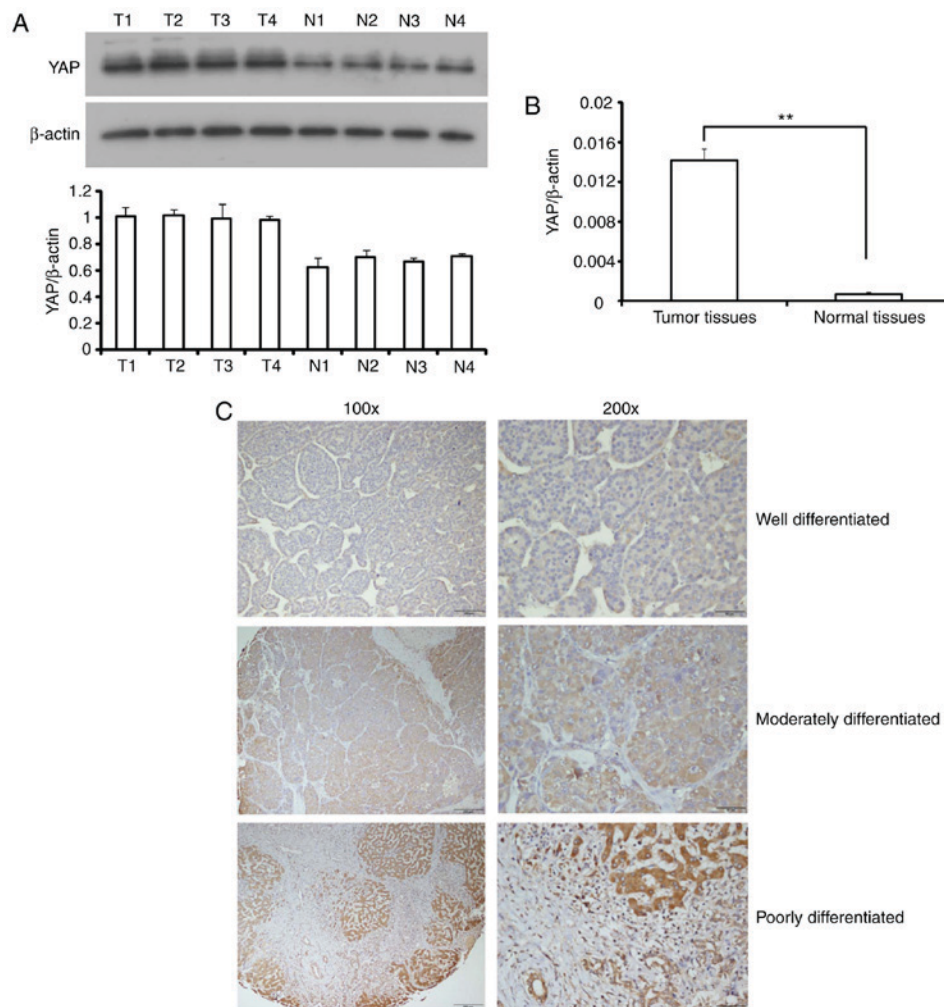 A
T1 T2 T3 T4 N1 N2 N3 N4
YAP
β-actin
1.2
1
0.8
0.6
0.4
0.2
0
YAP/β-actin
T1 T2 T3 T4 N1 N2 N3 N4
B
0.02
0.016
0.012
0.008
0.004
0
YAP/β-actin
**
Tumor tissues Normal tissues
C
100x 200x
Well differentiated
Moderately differentiated
Poorly differentiated